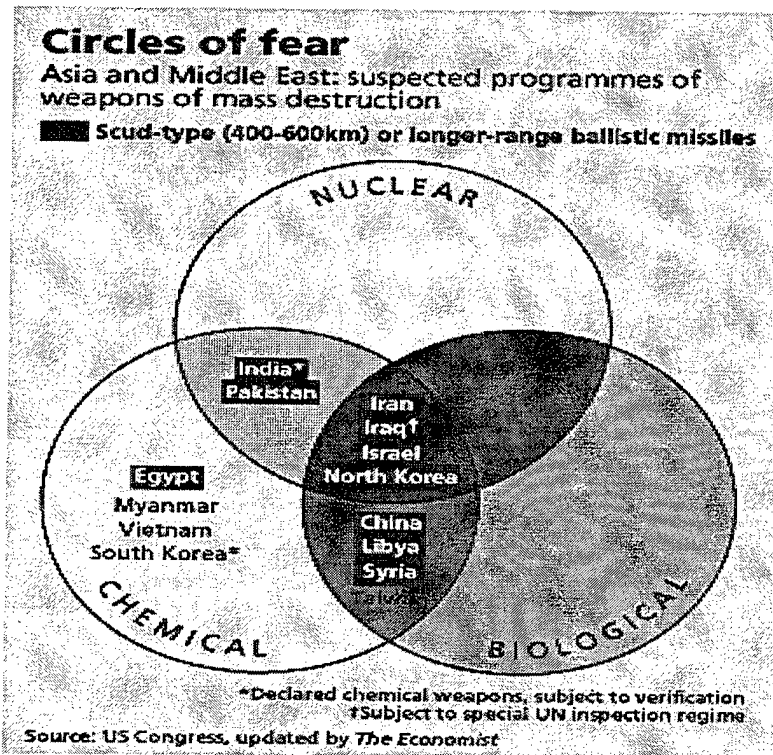 Circles of fear
Asia and Middle East: suspected programmes of
weapons of mass destruction
Scud-type (400-600km) or longer-range ballistic missiles
NUCLEAR
India*
Pakistan
Iran
Iraq†
Israel
North Korea
Egypt
Myanmar
Vietnam
South Korea*
China
Libya
Syria
CHEMICAL
BIOLOGICAL
*Declared chemical weapons, subject to verification
†Subject to special UN inspection regime
Source: US Congress, updated by The Economist